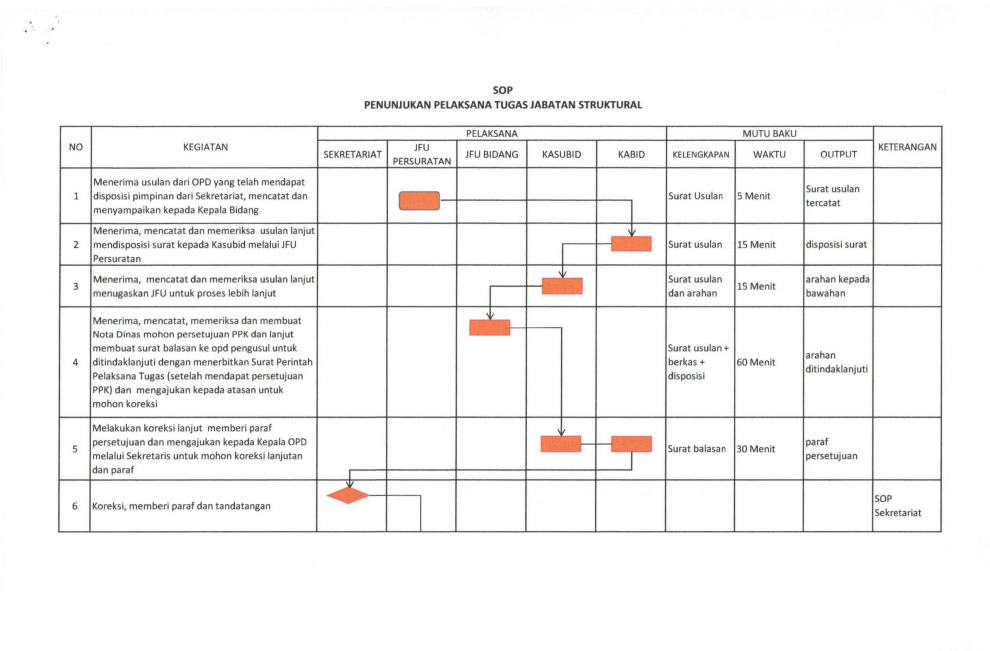 SOP
PENUNJUKAN PELAKSANA TUGAS JABATAN STRUKTURAL
NO
KEGIATAN
PELAKSANA
MUTU BAKU
KETERANGAN
SEKRETARIAT
JFU
PERSURATAN
JFU BIDANG
KASUBID
KABID
KELENGKAPAN
WAKTU
OUTPUT
1
Menerima usulan dari OPD yang telah mendapat
disposisi pimpinan dari Sekretariat, mencatat dan
menyampaikan kepada Kepala Bidang
Surat Usulan
5 Menit
Surat usulan
tercatat
2
Menerima, mencatat dan memeriksa usulan lanjut
mendisposisi surat kepada Kasubid melalui JFU
Persuratan
Surat usulan
15 Menit
disposisi surat
3
Menerima, mencatat dan memeriksa usulan lanjut
menugaskan JFU untuk proses lebih lanjut
Surat usulan
dan arahan
15 Menit
arahan kepada
bawahan
4
Menerima, mencatat, memeriksa dan membuat
Nota Dinas mohon persetujuan PPK dan lanjut
membuat surat balasan ke opd pengusul untuk
ditindaklanjuti dengan menerbitkan Surat Perintah
Pelaksana Tugas (setelah mendapat persetujuan
PPK) dan mengajukan kepada atasan untuk
mohon koreksi
Surat usulan +
berkas +
disposisi
60 Menit
arahan
ditindaklanjuti
5
Melakukan koreksi lanjut memberi paraf
persetujuan dan mengajukan kepada Kepala OPD
melalui Sekretaris untuk mohon koreksi lanjutan
dan paraf
Surat balasan
30 Menit
paraf
persetujuan
6
Koreksi, memberi paraf dan tandatangan
SOP
Sekretariat